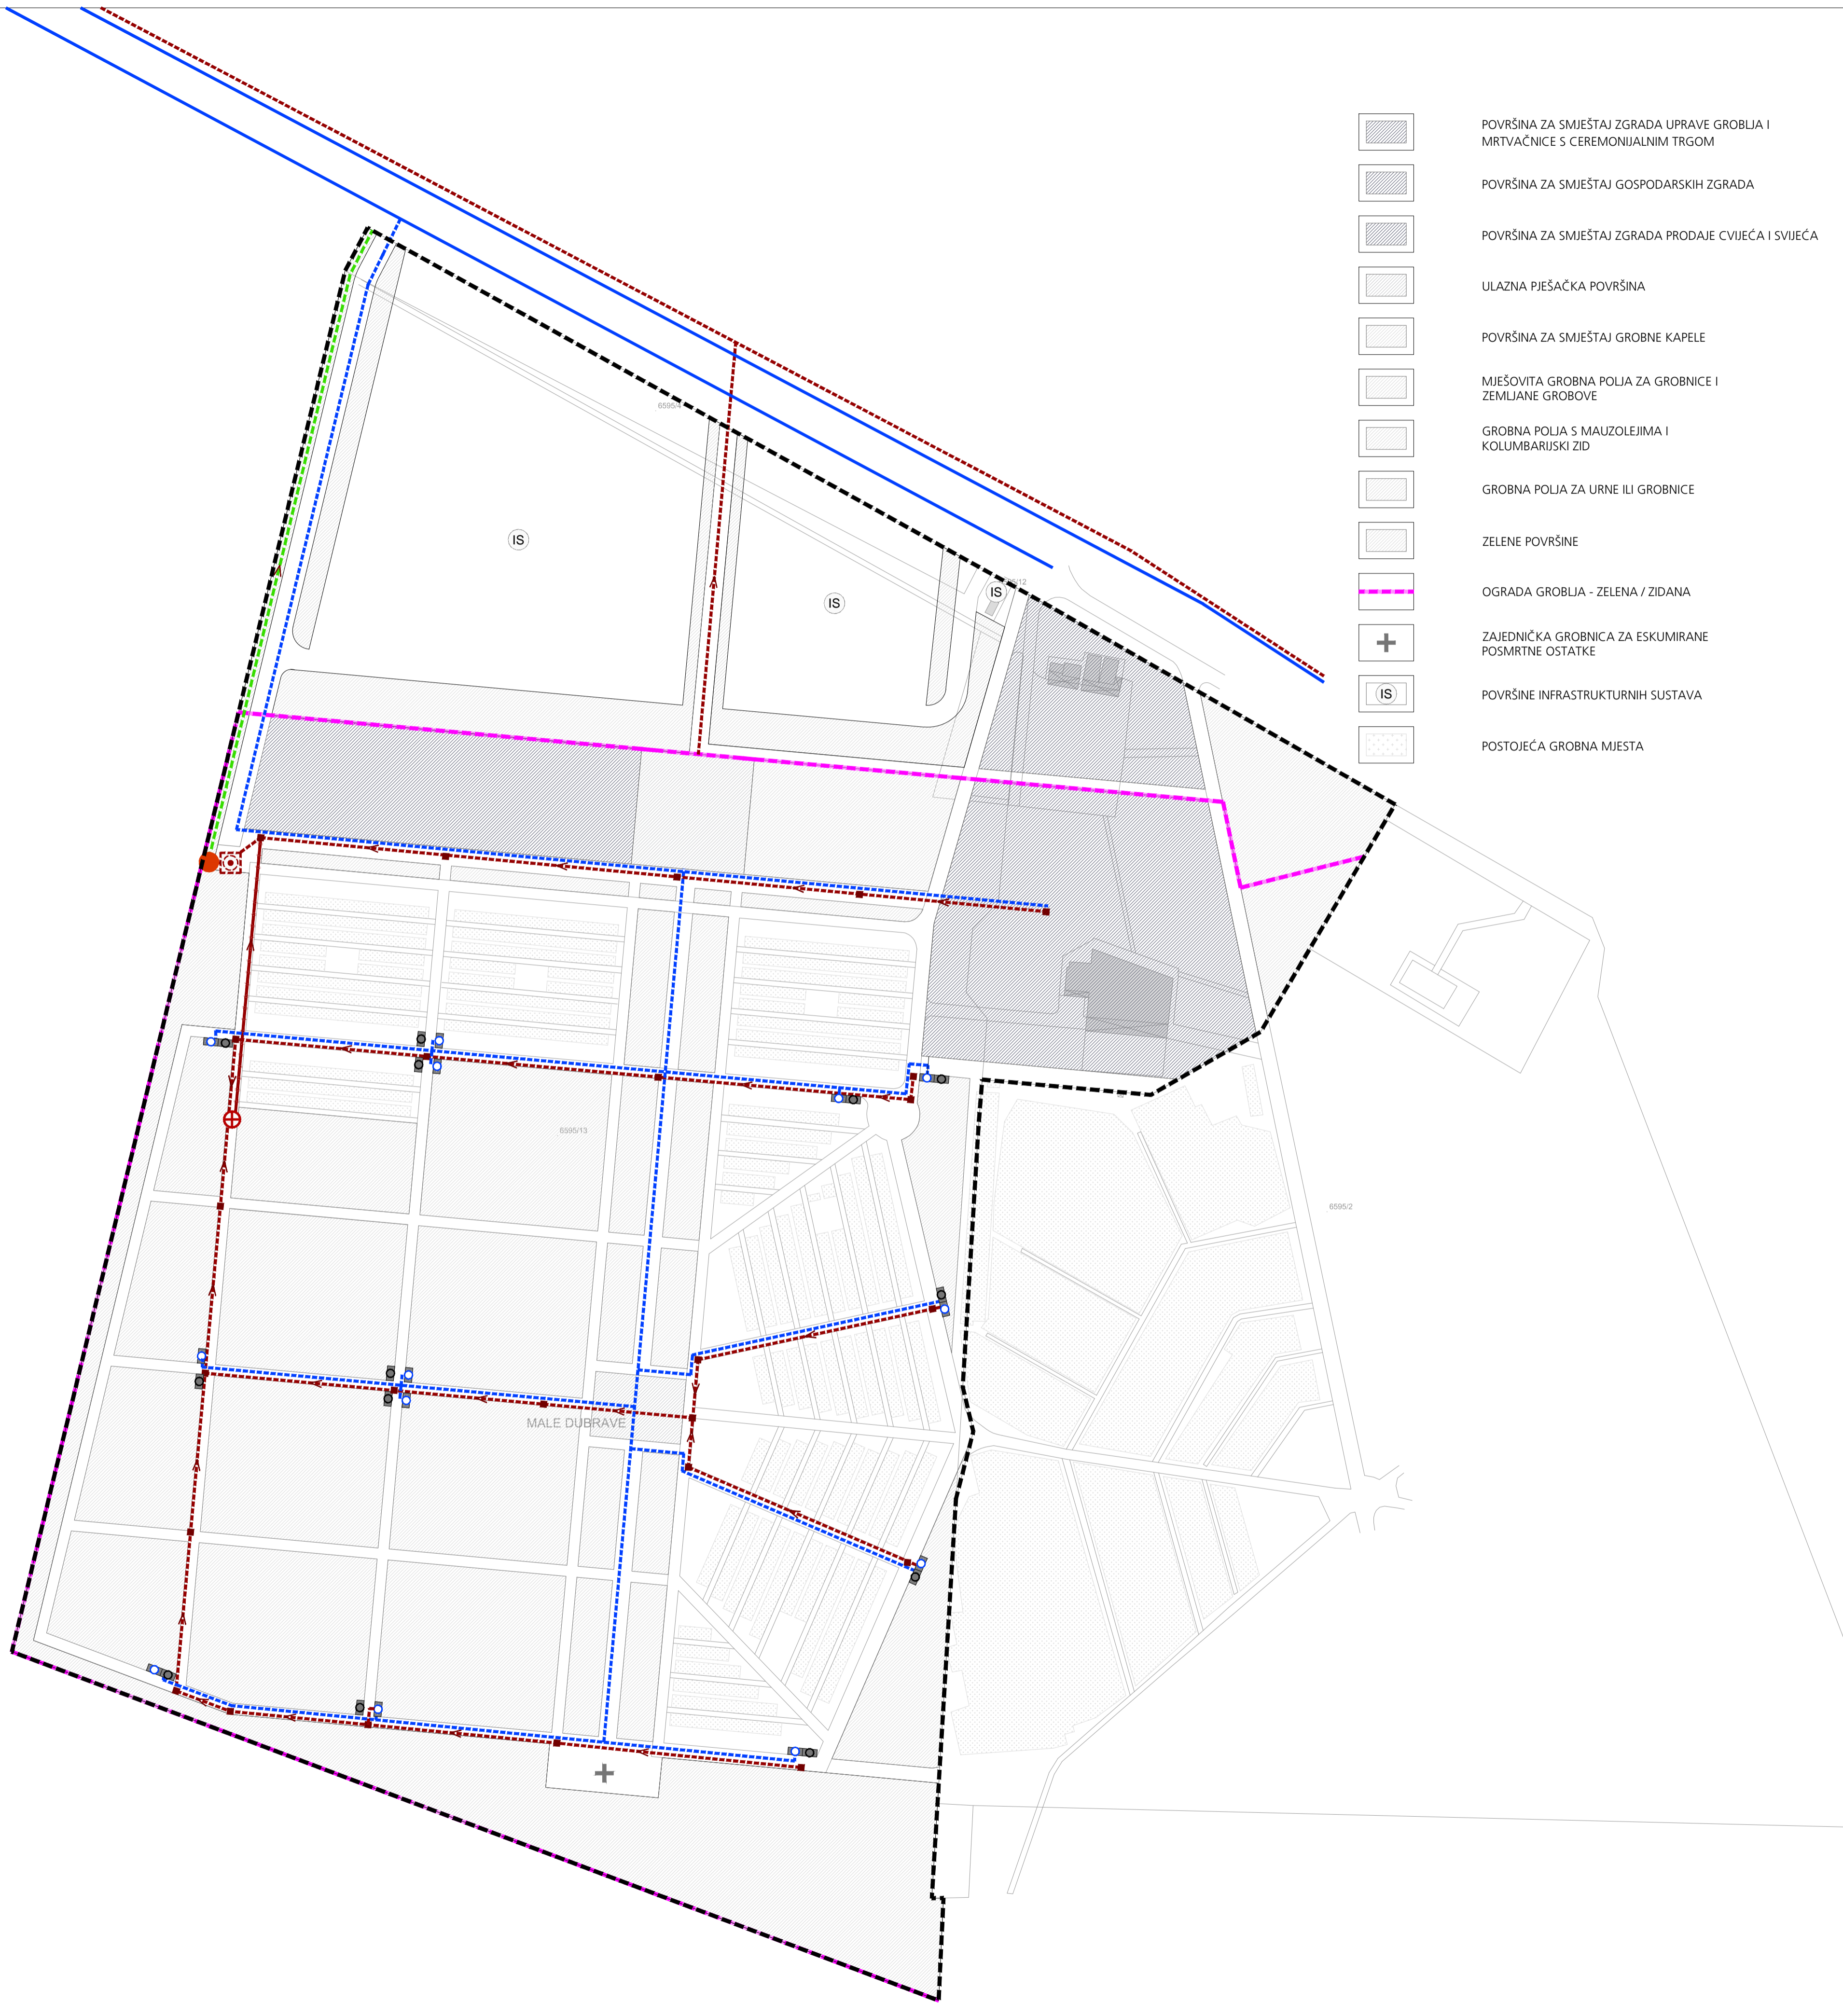 POVRŠINA ZA SMJEŠTAJ ZGRADA UPRAVE GROBLJA I
MRTVAČNICE S CEREMONIJALNIM TRGOM
POVRŠINA ZA SMJEŠTAJ GOSPODARSKIH ZGRADA
POVRŠINA ZA SMJEŠTAJ ZGRADA PRODAJE CVIJEĆA I SVIJEĆA
ULAZNA PJEŠAČKA POVRŠINA
POVRŠINA ZA SMJEŠTAJ GROBNE KAPELE
MJEŠOVITA GROBNA POLJA ZA GROBNICE I
ZEMLJANE GROBOVE
GROBNA POLJA S MAUZOLEJIMA I
KOLUMBARIJSKI ZID
GROBNA POLJA ZA URNE ILI GROBNICE
ZELENE POVRŠINE
OGRADA GROBLJA - ZELENA / ZIDANA
ZAJEDNIČKA GROBNICA ZA ESKUMIRANE
POSMRTNE OSTATKE
IS
POVRŠINE INFRASTRUKTURNIH SUSTAVA
POSTOJEĆA GROBNA MJESTA
6595/4
IS
IS
IS
6595/13
6595/2
MALE DUBRAVE